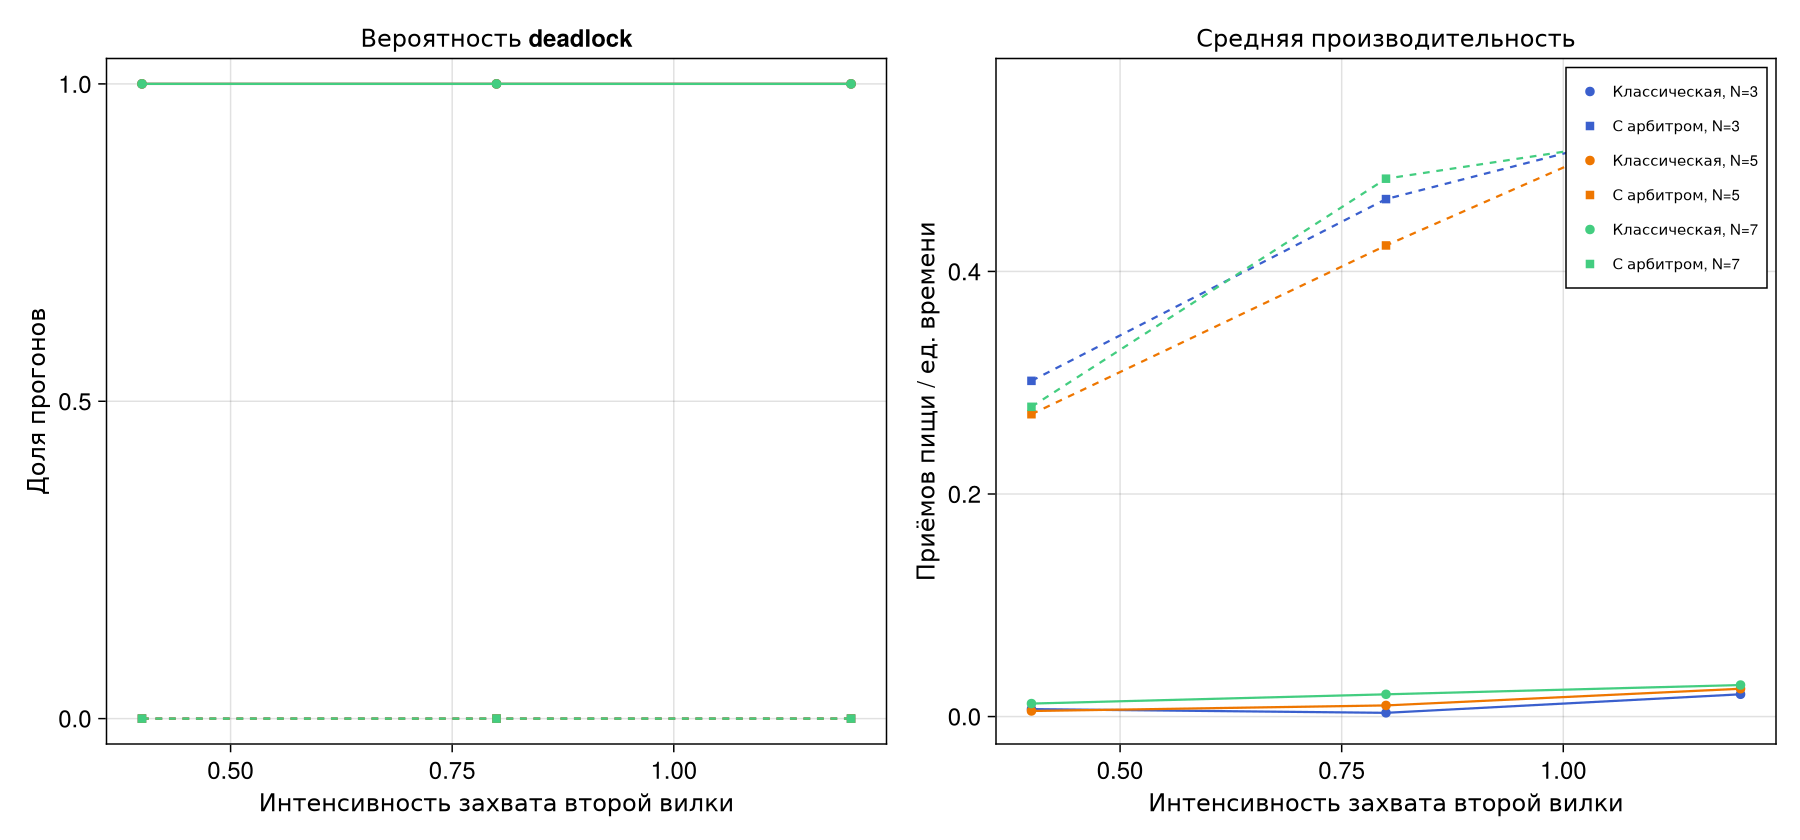 Вероятность deadlock
Доля прогонов
1.0
0.5
0.0
0.50
0.75
1.00
Интенсивность захвата второй вилки
Средняя производительность
Приёмов пищи / ед. времени
0.4
0.2
0.0
0.50
0.75
1.00
Интенсивность захвата второй вилки
Классическая, N=3
С арбитром, N=3
Классическая, N=5
С арбитром, N=5
Классическая, N=7
С арбитром, N=7